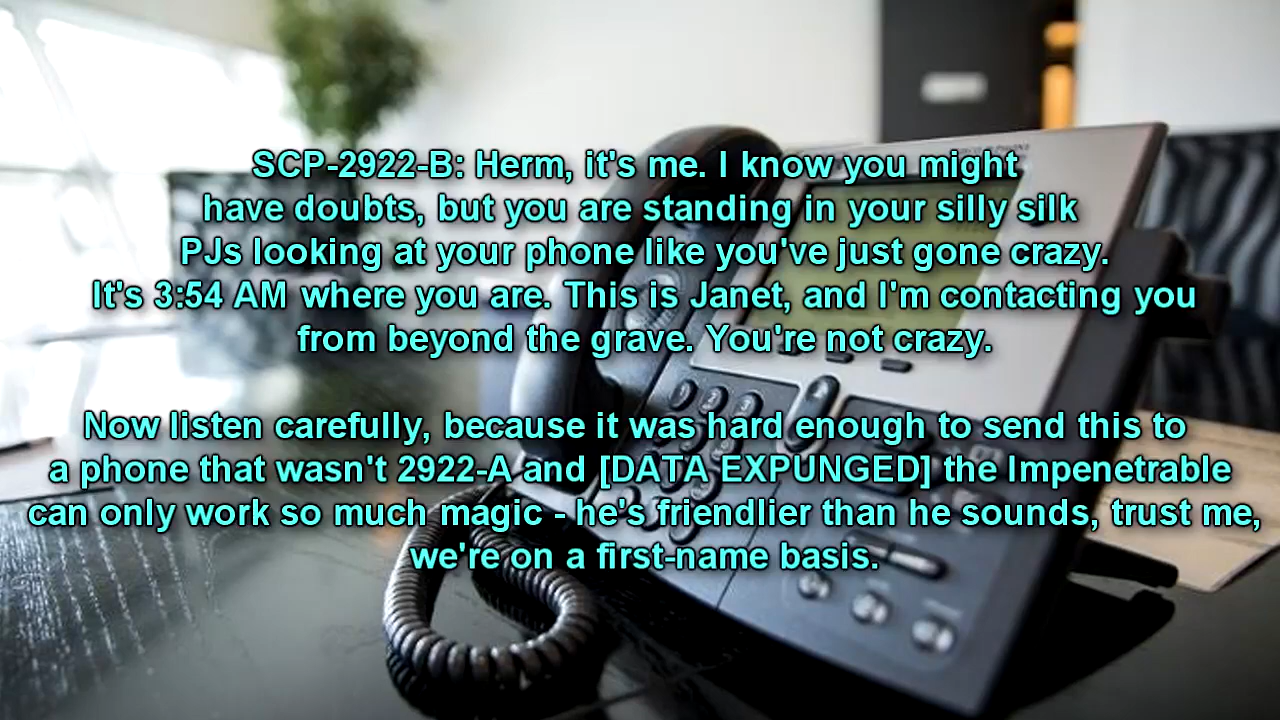 SCP-2922-B: Herm, it's me. I know you might
have doubts, but you are standing in your silly silk
PJs looking at your phone like you've just gone crazy.
It's 3:54 AM where you are. This is Janet, and I'm contacting you
from beyond the grave. You're not crazy.
Now listen carefully, because it was hard enough to send this to
a phone that wasn't 2922-A and [DATA EXPUNGED] the Impenetrable
can only work so much magic - he's friendlier than he sounds, trust me,
we're on a first-name basis.